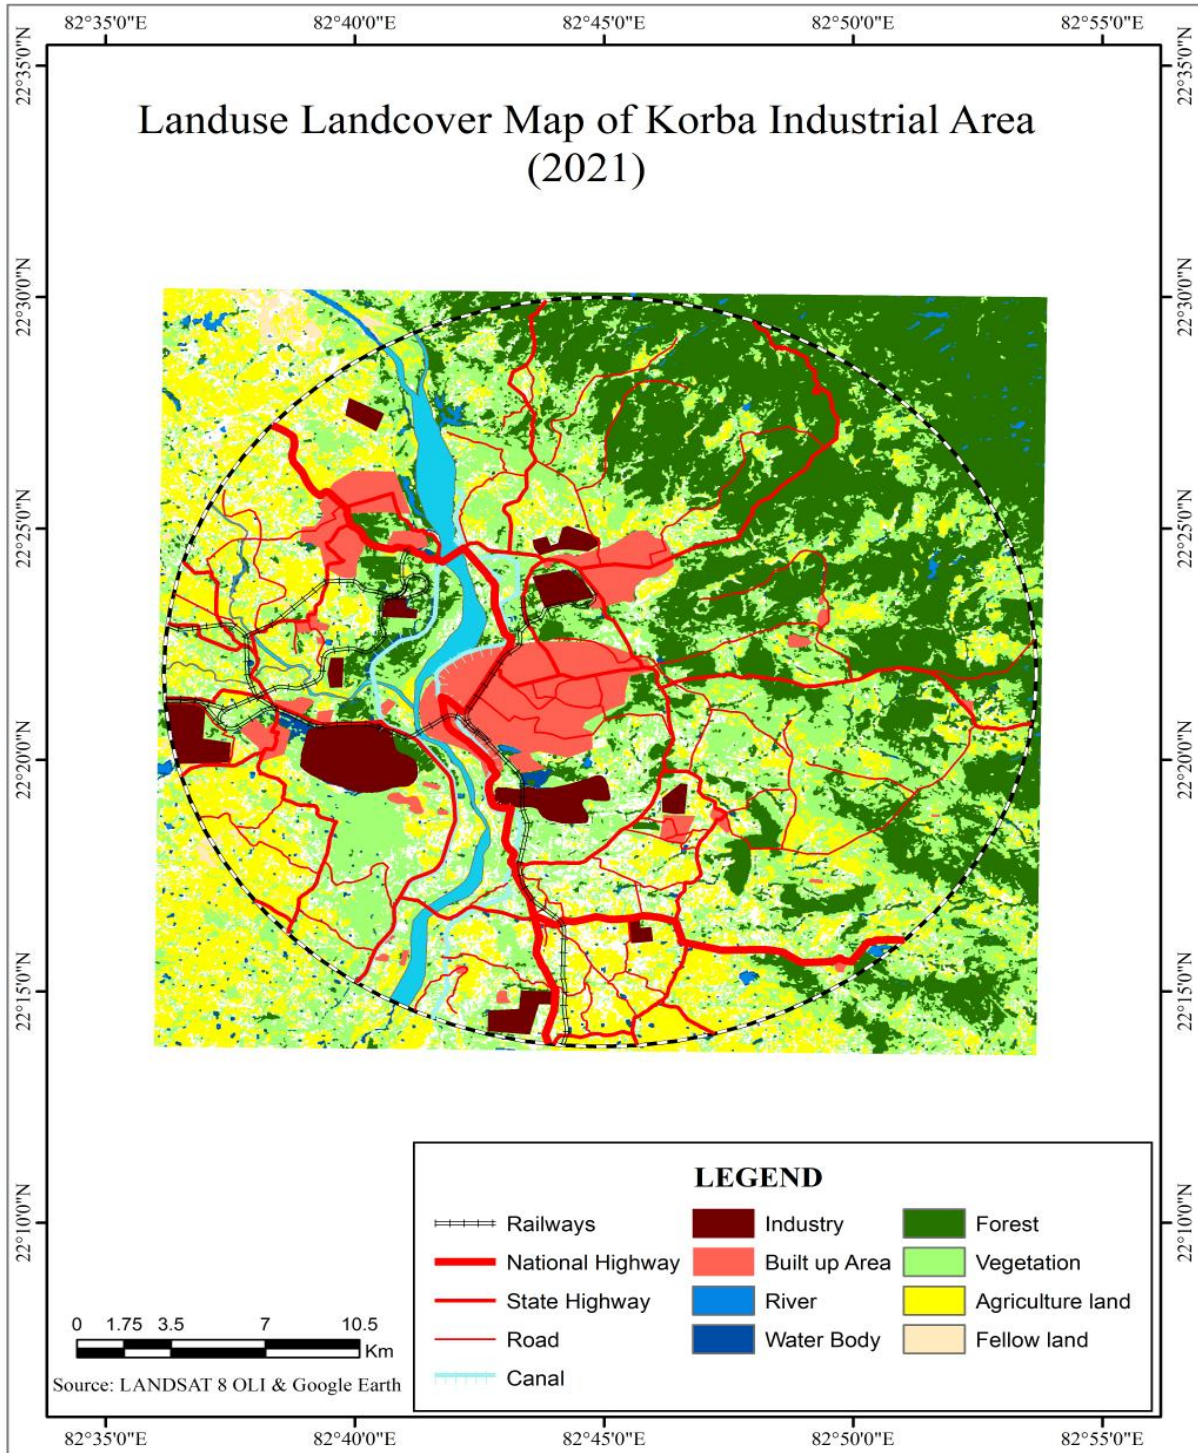 82°35'0"E 82°40'0"E 82°45'0"E 82°50'0"E 82°55'0"E
22°35'0"N 22°35'0"N
Landuse Landcover Map of Korba Industrial Area
(2021)
22°30'0"N 22°30'0"N
22°25'0"N 22°25'0"N
22°20'0"N 22°20'0"N
22°15'0"N 22°15'0"N
22°10'0"N 22°10'0"N
LEGEND
Railways Industry Forest
National Highway Built up Area Vegetation
State Highway River Agriculture land
Road Water Body Fellow land
Canal
0 1.75 3.5 7 10.5
Km
Source: LANDSAT 8 OLI & Google Earth
82°35'0"E 82°40'0"E 82°45'0"E 82°50'0"E 82°55'0"E